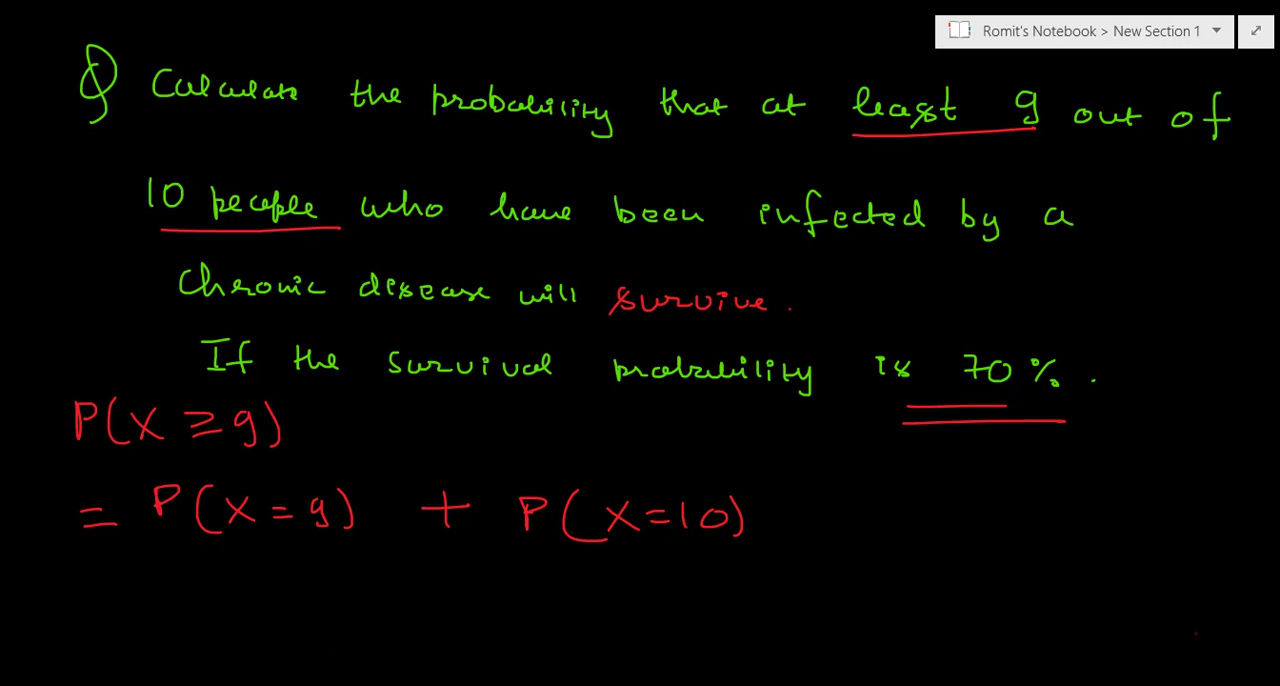 Romit's Notebook > New Section 1
Q Calculate the probability that at least 9 out of
10 people who have been infected by a
chronic disease will survive.
If the survival probability is 70%.
P(X ≥ 9)
= P(X = 9) + P(X=10)